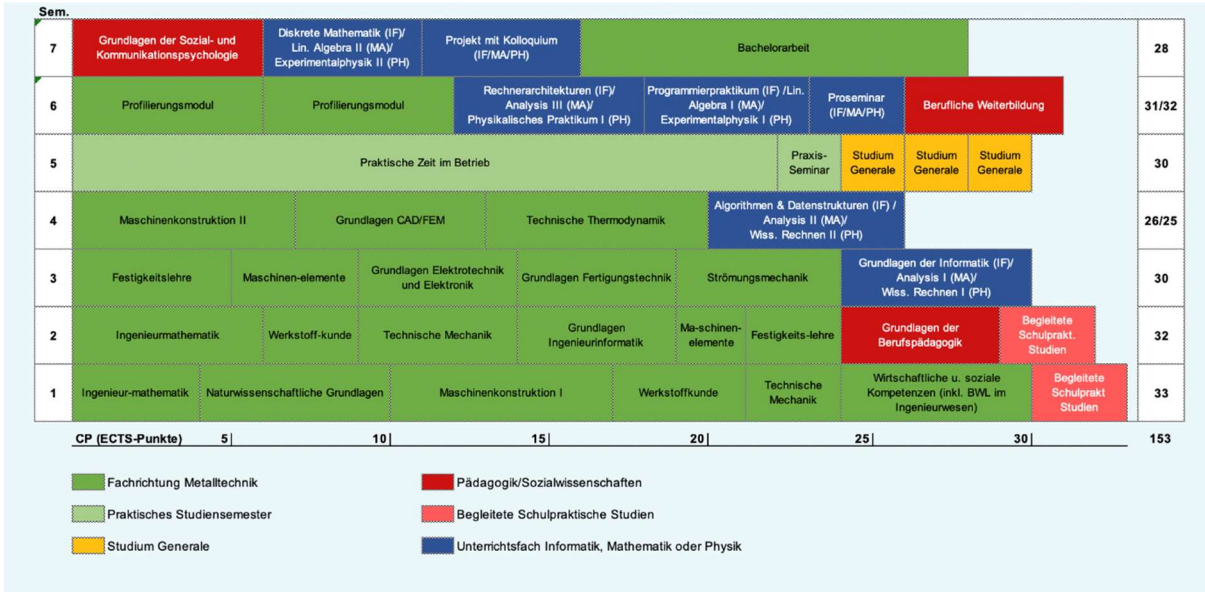 Sem.
7
Grundlagen der Sozial- und
Kommunikationspsychologie
Diskrete Mathematik (IF)/
Lin. Algebra II (MA)/
Experimentalphysik II (PH)
Projekt mit Kolloquium
(IF/MA/PH)
Bachelorarbeit
28
6
Profilierungsmodul
Profilierungsmodul
Rechnerarchitekturen (IF)/
Analysis III (MA)/
Physikalisches Praktikum I (PH)
Programmierpraktikum (IF) /Lin.
Algebra I (MA)/
Experimentalphysik I (PH)
Proseminar
(IF/MA/PH)
Berufliche Weiterbildung
31/32
5
Praktische Zeit im Betrieb
Praxis-
Seminar
Studium
Generale
Studium
Generale
Studium
Generale
30
4
Maschinenkonstruktion II
Grundlagen CAD/FEM
Technische Thermodynamik
Algorithmen & Datenstrukturen (IF) /
Analysis II (MA)/
Wiss. Rechnen II (PH)
26/25
3
Festigkeitslehre
Maschinen-elemente
Grundlagen Elektrotechnik
und Elektronik
Grundlagen Fertigungstechnik
Strömungsmechanik
Grundlagen der Informatik (IF)/
Analysis I (MA)/
Wiss. Rechnen I (PH)
30
2
Ingenieurmathematik
Werkstoff-kunde
Technische Mechanik
Grundlagen
Ingenieurinformatik
Ma-schinen-
elemente
Festigkeits-lehre
Grundlagen der
Berufspädagogik
Begleitete
Schulprakt.
Studien
32
1
Ingenieur-mathematik
Naturwissenschaftliche Grundlagen
Maschinenkonstruktion I
Werkstoffkunde
Technische
Mechanik
Wirtschaftliche u. soziale
Kompetenzen (inkl. BWL im
Ingenieurwesen)
Begleitete
Schulprakt
Studien
33
CP (ECTS-Punkte) 5| 10| 15| 20| 25| 30| 153
Fachrichtung Metalltechnik
Pädagogik/Sozialwissenschaften
Praktisches Studiensemester
Begleitete Schulpraktische Studien
Studium Generale
Unterrichtsfach Informatik, Mathematik oder Physik